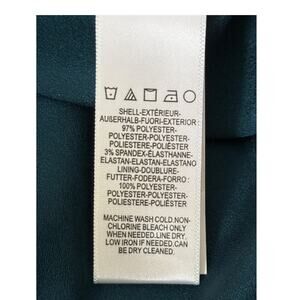 SHELL-EXTÉRIEUR-
AUßERHALB-FUORI-EXTERIOR
97% POLYESTER-
POLYESTER-POLYESTER-
POLIESTERE-POLIÉSTER
3% SPANDEX-ÉLASTHANNE-
ELASTAN-ELASTAN-ELASTANO
LINING-DOUBLURE-
FUTTER-FODERA-FORRO:
100% POLYESTER-
POLYESTER-POLYESTER-
POLIESTERE-POLIÉSTER
MACHINE WASH COLD.NON-
CHLORINE BLEACH ONLY
WHEN NEEDED.LINE DRY.
LOW IRON IF NEEDED.CAN
BE DRY CLEANED.